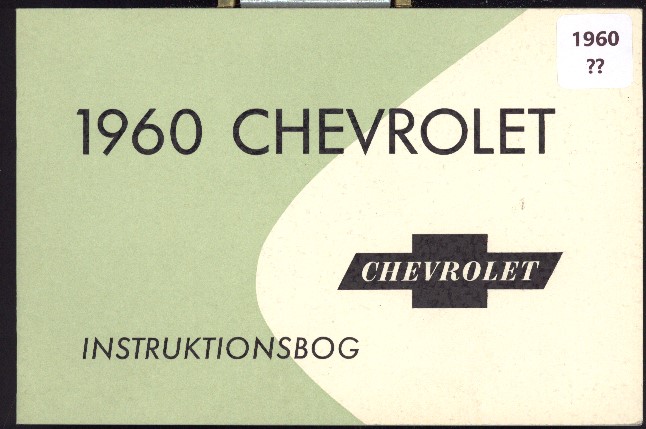 1960
??
1960 CHEVROLET
CHEVROLET
INSTRUKTIONSBOG